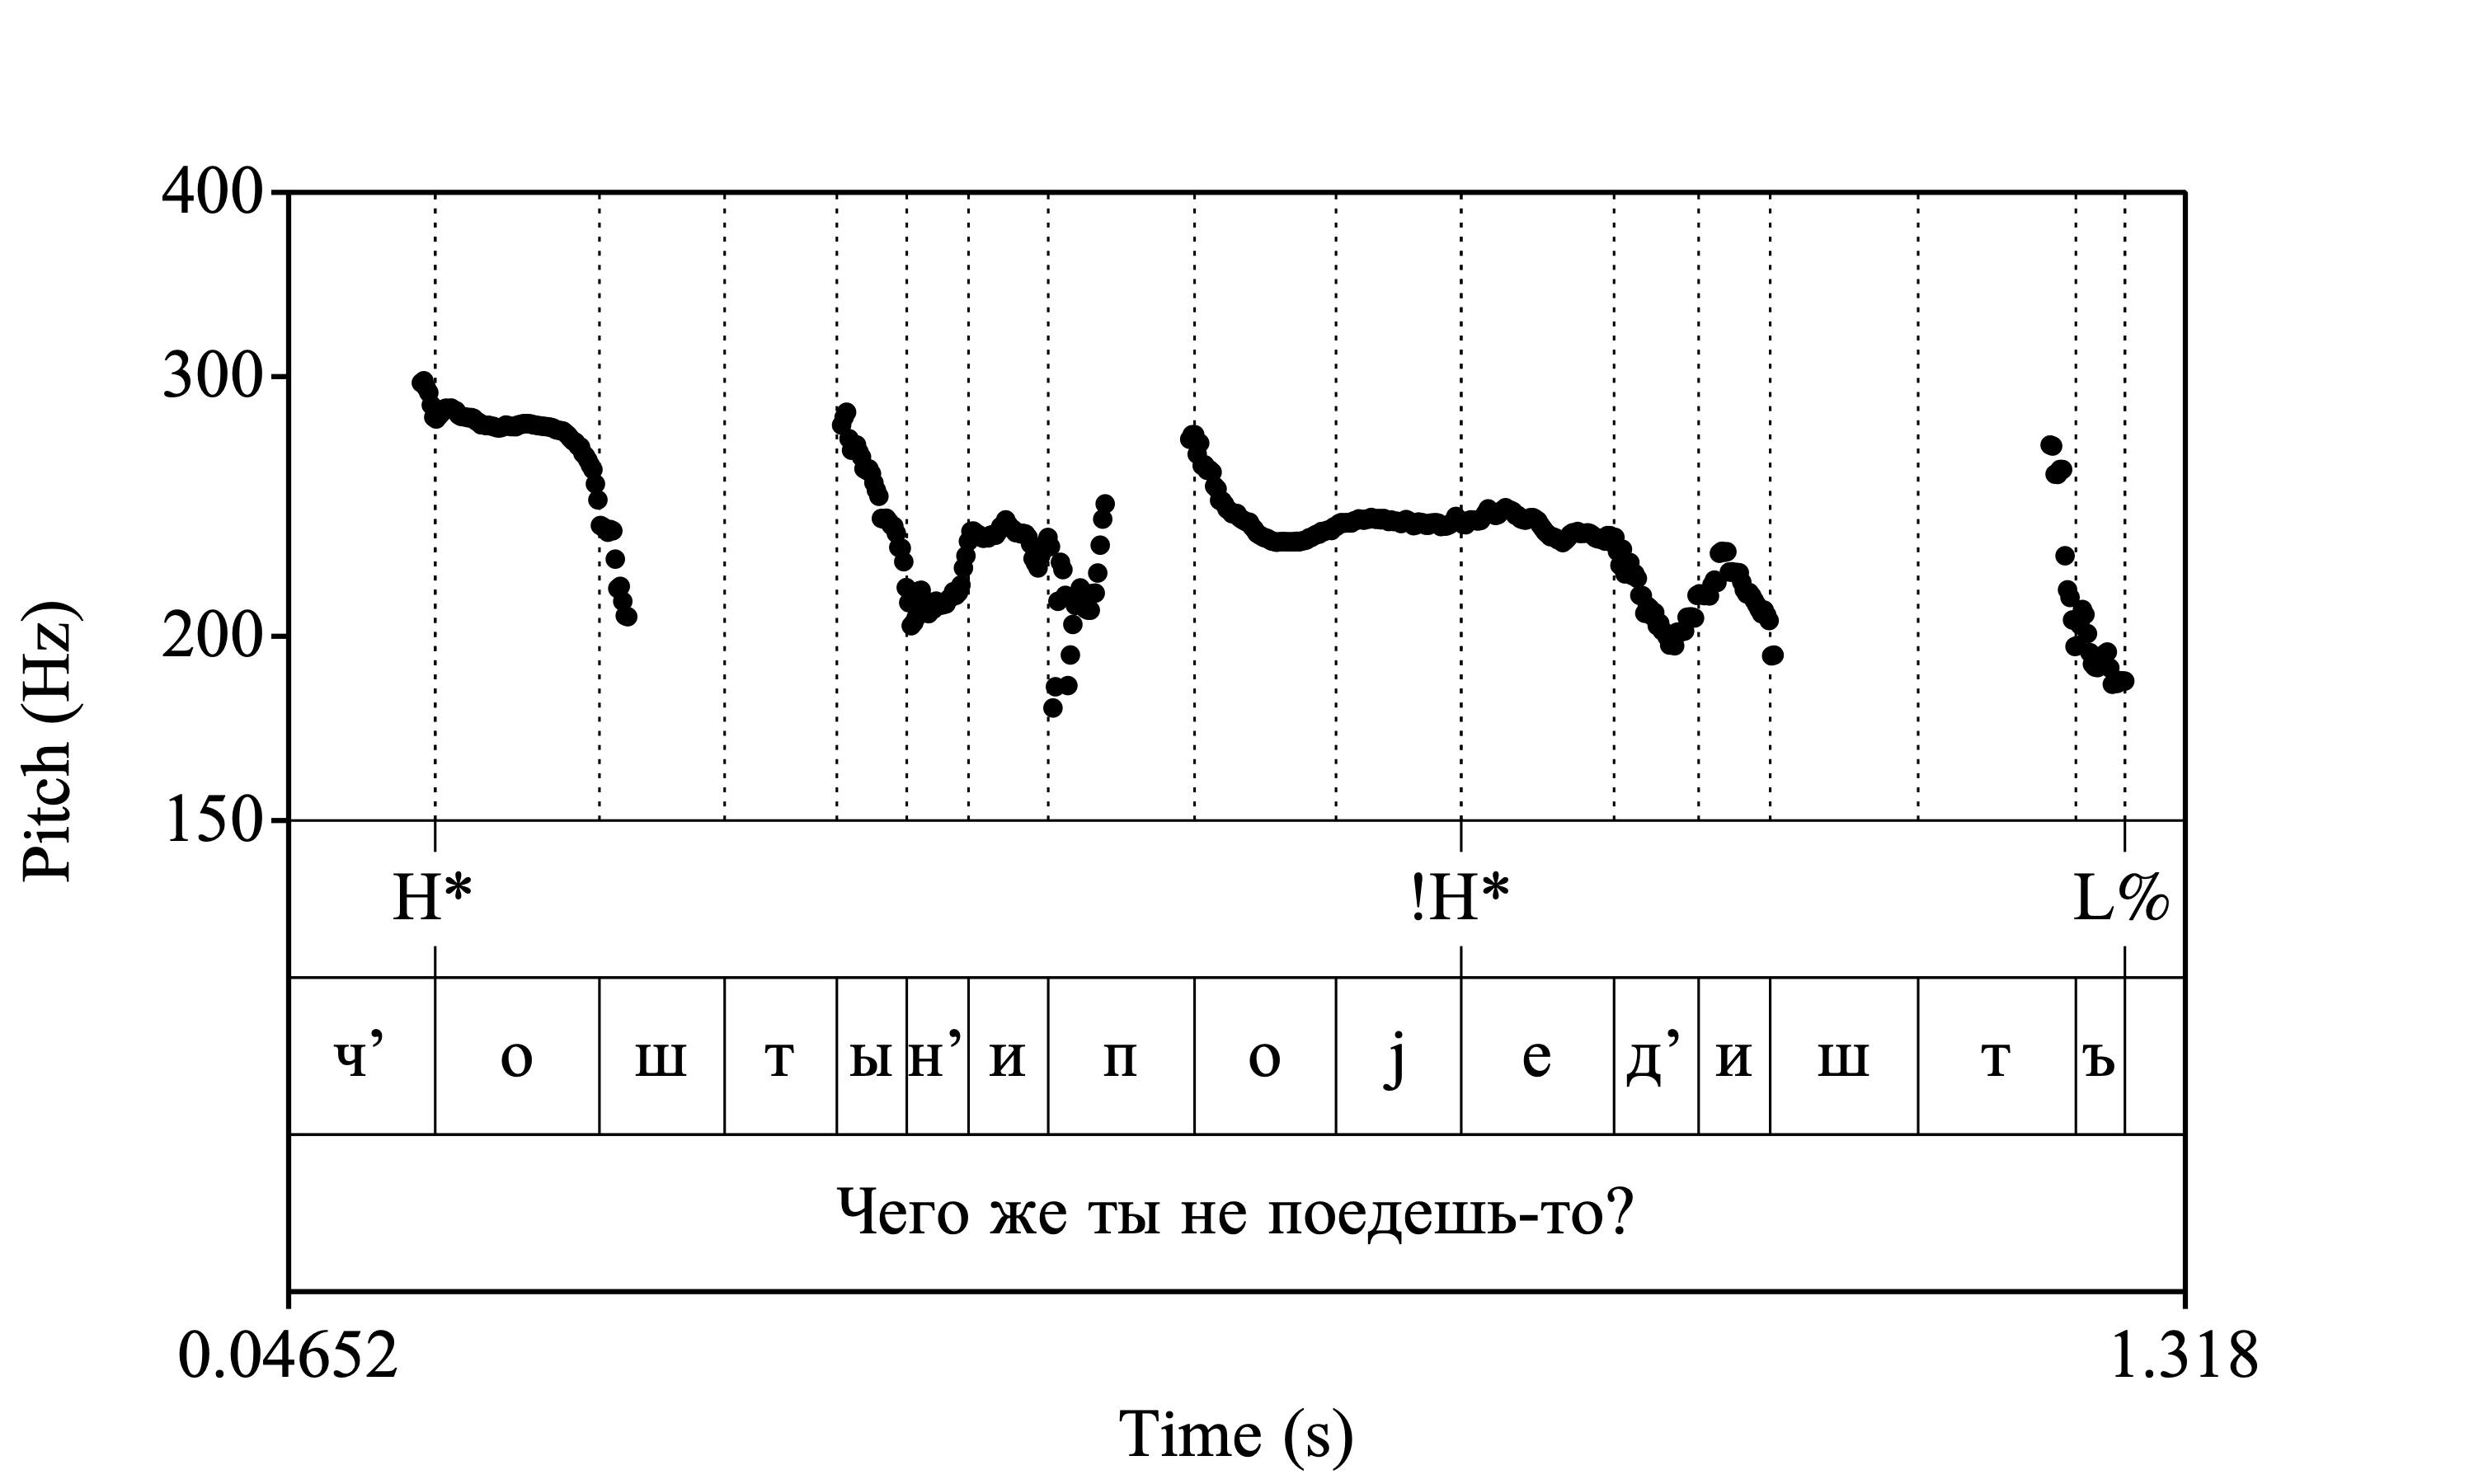 400
300
200
150
Pitch (Hz)
H* !H* L%
ч’ о ш т ы н’ и п о j е д’ и ш т ъ
Чего же ты не поедешь-то?
0.04652 1.318
Time (s)